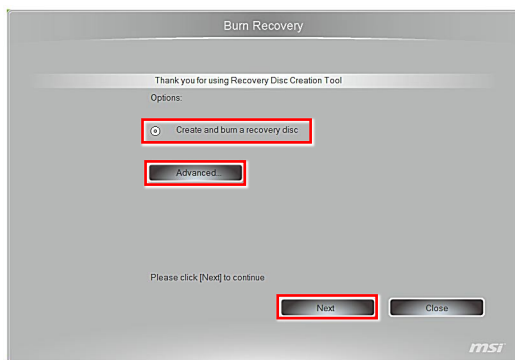 Burn Recovery
Thank you for using Recovery Disc Creation Tool
Options:
Create and burn a recovery disc
Advanced...
Please click [Next] to continue
Next
Close
msi